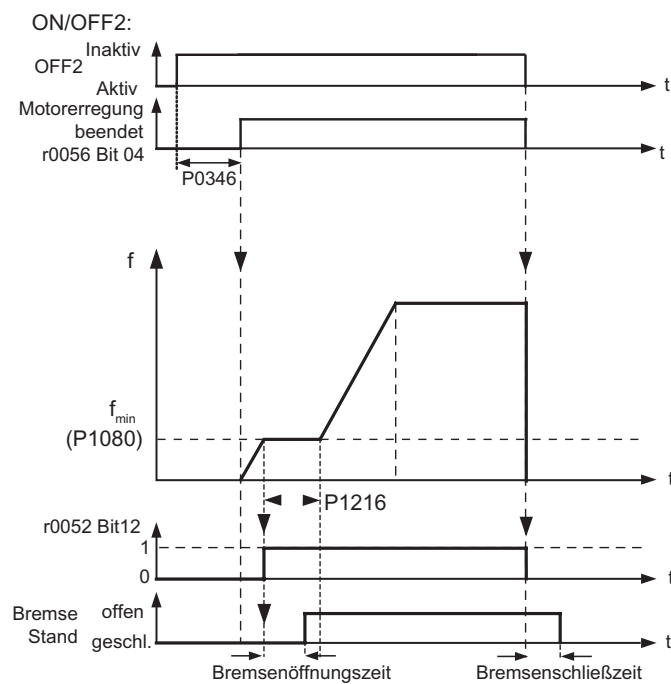 ON/OFF2:
Inaktiv
OFF2
t
Aktiv
Motorerregung
beendet
r0056 Bit 04
t
P0346
f
fmin
(P1080)
t
P1216
r0052 Bit12
1
0
t
Bremse
Stand
offen
geschl.
t
Bremsenöffnungszeit
Bremsenschließzeit